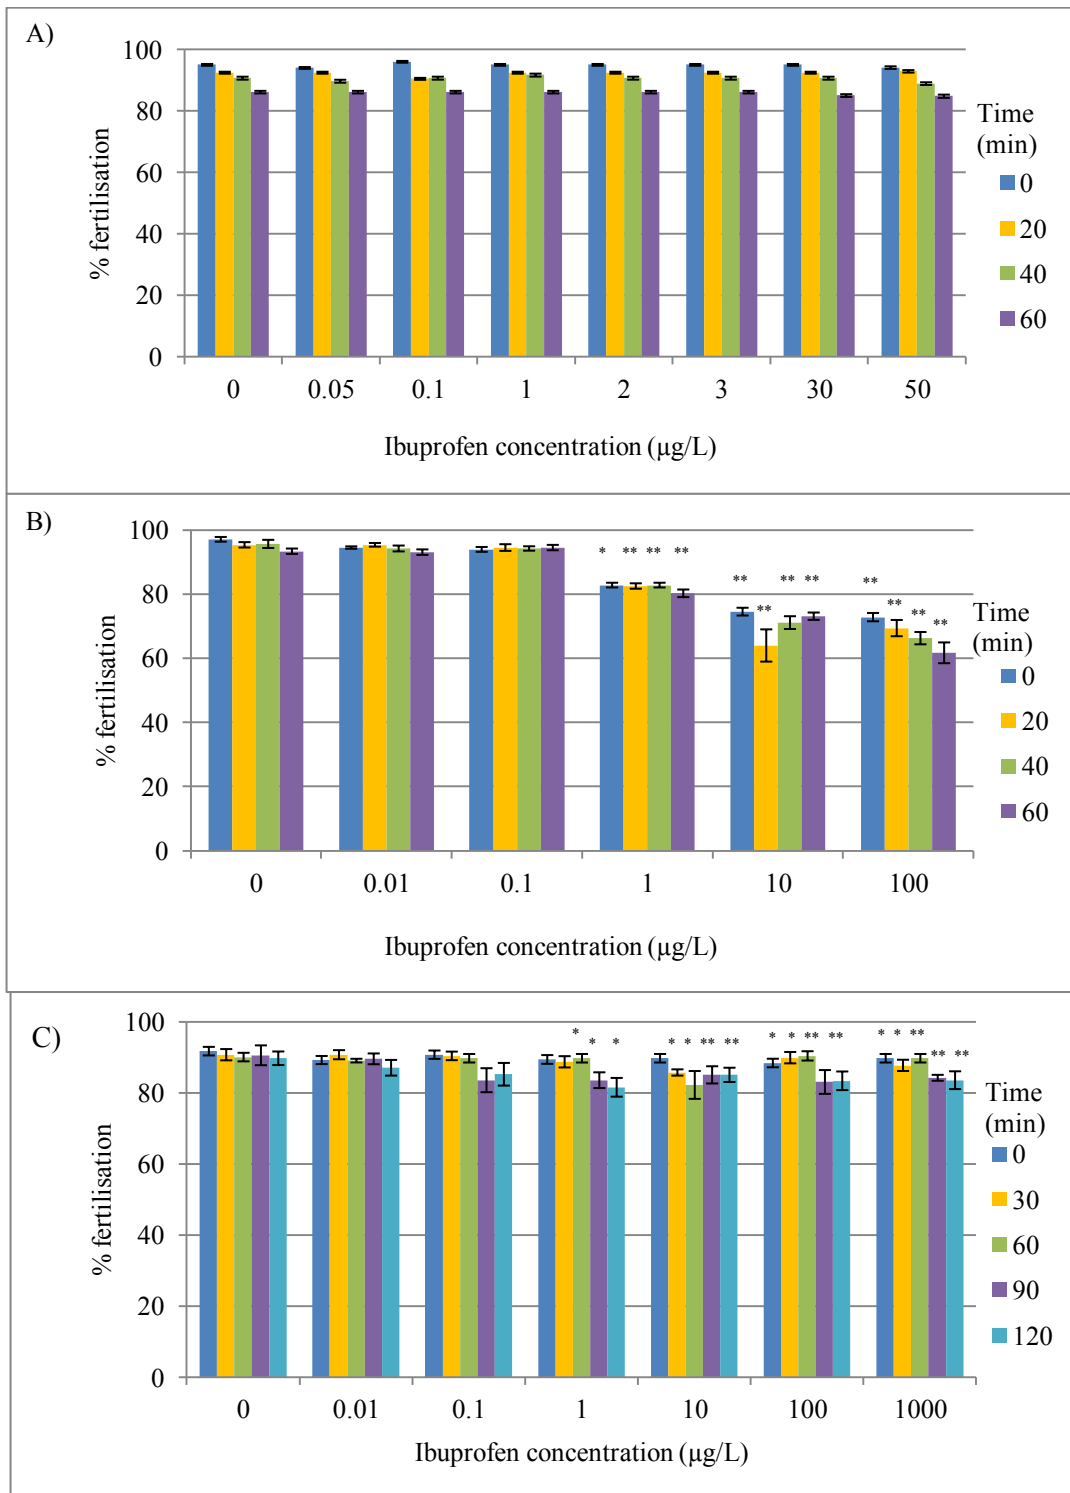 A)
100
80
60
40
20
0
% fertilisation
0 0.05 0.1 1 2 3 30 50
Ibuprofen concentration (µg/L)
Time
(min)
0
20
40
60
B)
100
80
60
40
20
0
% fertilisation
* ** ** **
** ** ** **
** ** ** **
0 0.01 0.1 1 10 100
Ibuprofen concentration (µg/L)
Time
(min)
0
20
40
60
C)
100
80
60
40
20
0
% fertilisation
* * *
* * ** **
* * ** **
* * ** ** **
0 0.01 0.1 1 10 100 1000
Ibuprofen concentration (µg/L)
Time
(min)
0
30
60
90
120